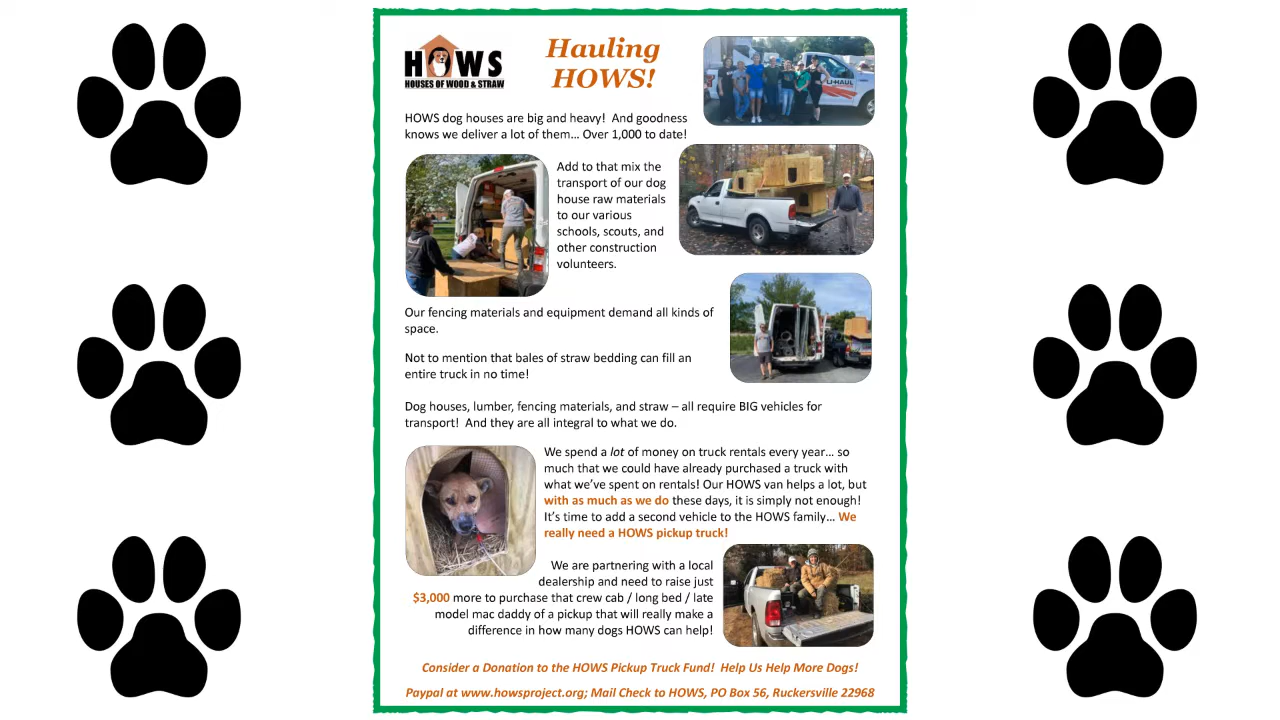 HOWS
HOUSES OF WOOD & STRAW
Hauling
HOWS!
U-HAUL
HOWS dog houses are big and heavy! And goodness
knows we deliver a lot of them… Over 1,000 to date!
Add to that mix the
transport of our dog
house raw materials
to our various
schools, scouts, and
other construction
volunteers.
Our fencing materials and equipment demand all kinds of
space.
Not to mention that bales of straw bedding can fill an
entire truck in no time!
Dog houses, lumber, fencing materials, and straw – all require BIG vehicles for
transport! And they are all integral to what we do.
We spend a lot of money on truck rentals every year… so
much that we could have already purchased a truck with
what we've spent on rentals! Our HOWS van helps a lot, but
with as much as we do these days, it is simply not enough!
It's time to add a second vehicle to the HOWS family… We
really need a HOWS pickup truck!
We are partnering with a local
dealership and need to raise just
$3,000 more to purchase that crew cab / long bed / late
model mac daddy of a pickup that will really make a
difference in how many dogs HOWS can help!
Consider a Donation to the HOWS Pickup Truck Fund! Help Us Help More Dogs!
Paypal at www.howsproject.org; Mail Check to HOWS, PO Box 56, Ruckersville 22968